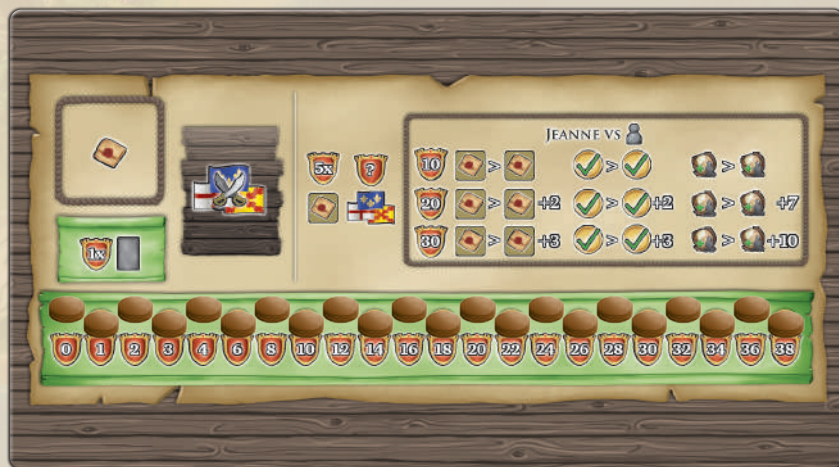 JEANNE VS
5x ?
10 > > >
20 > +2 > +2 > +7
30 > +3 > +3 > +10
1x
0 1 2 3 4 6 8 10 12 14 16 18 20 22 24 26 28 30 32 34 36 38